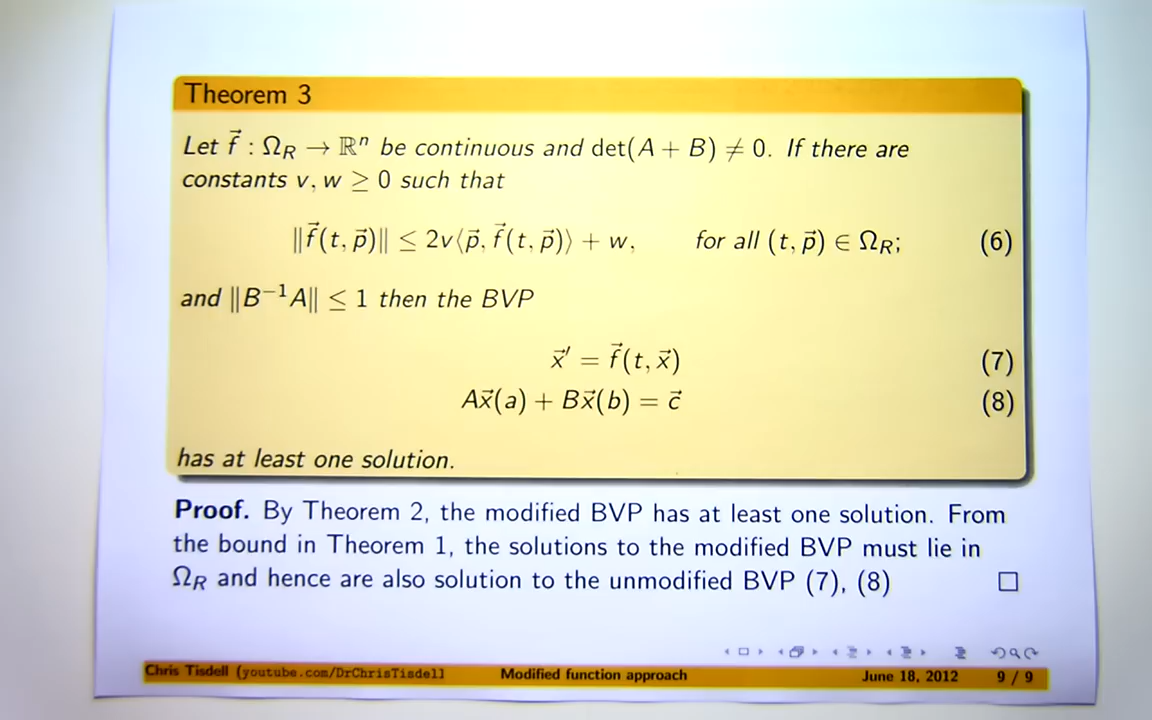 Theorem 3
Let f⃗ : Ω_R → ℝⁿ be continuous and det(A + B) ≠ 0. If there are
constants v, w ≥ 0 such that
‖f⃗(t, p⃗)‖ ≤ 2v⟨p⃗, f⃗(t, p⃗)⟩ + w, for all (t, p⃗) ∈ Ω_R; (6)
and ‖B⁻¹A‖ ≤ 1 then the BVP
x⃗′ = f⃗(t, x⃗) (7)
Ax⃗(a) + Bx⃗(b) = c⃗ (8)
has at least one solution.
Proof. By Theorem 2, the modified BVP has at least one solution. From
the bound in Theorem 1, the solutions to the modified BVP must lie in
Ω_R and hence are also solution to the unmodified BVP (7), (8) □
Chris Tisdell (youtube.com/DrChrisTisdell Modified function approach June 18, 2012 9 / 9